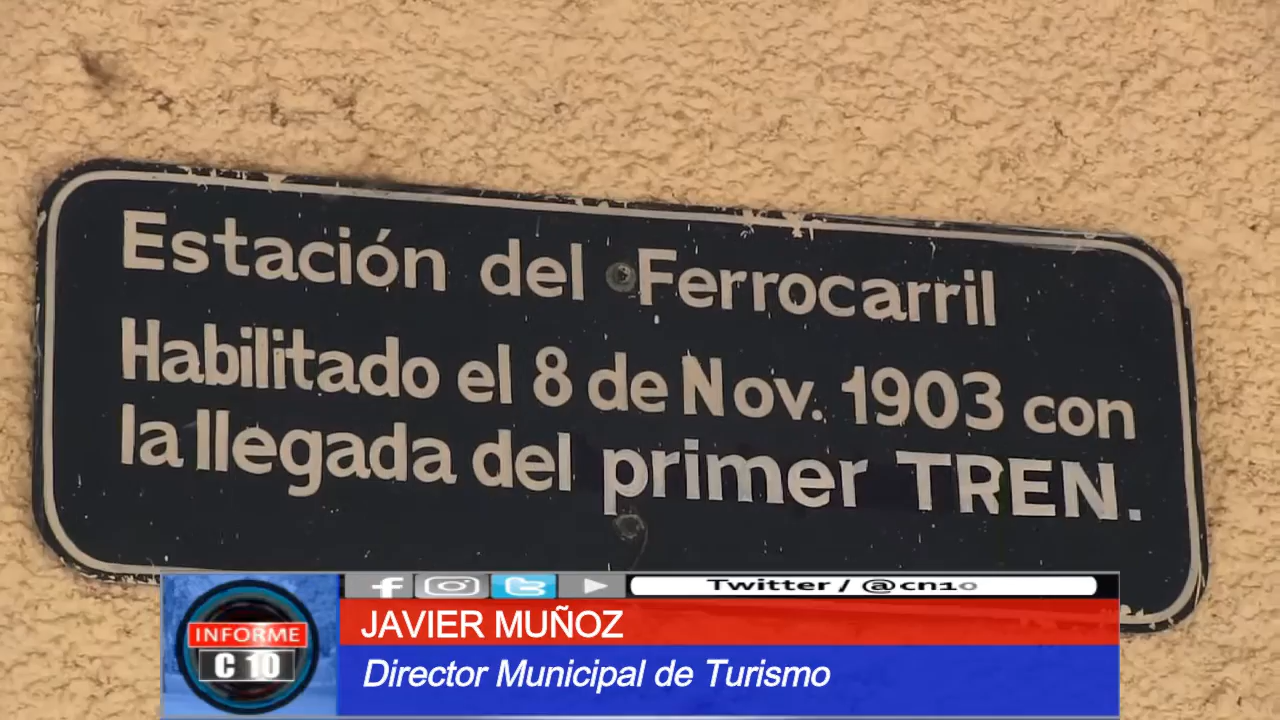 Estación del Ferrocarril
Habilitado el 8 de Nov. 1903 con
la llegada del primer TREN.
Twitter / @cn10
INFORME
C 10
JAVIER MUÑOZ
Director Municipal de Turismo